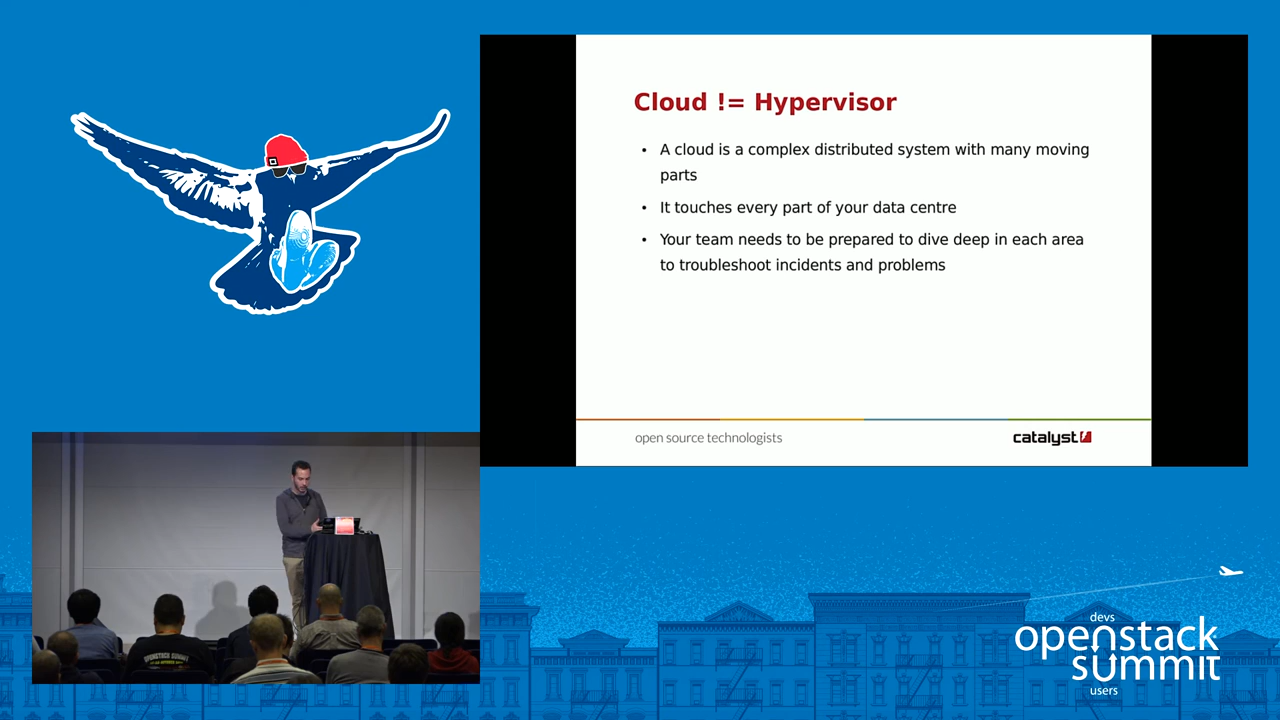 Cloud != Hypervisor
• A cloud is a complex distributed system with many moving
parts
• It touches every part of your data centre
• Your team needs to be prepared to dive deep in each area
to troubleshoot incidents and problems
open source technologists
catalyst
OPENSTACK SUMMIT
devs
openstack
summit
users